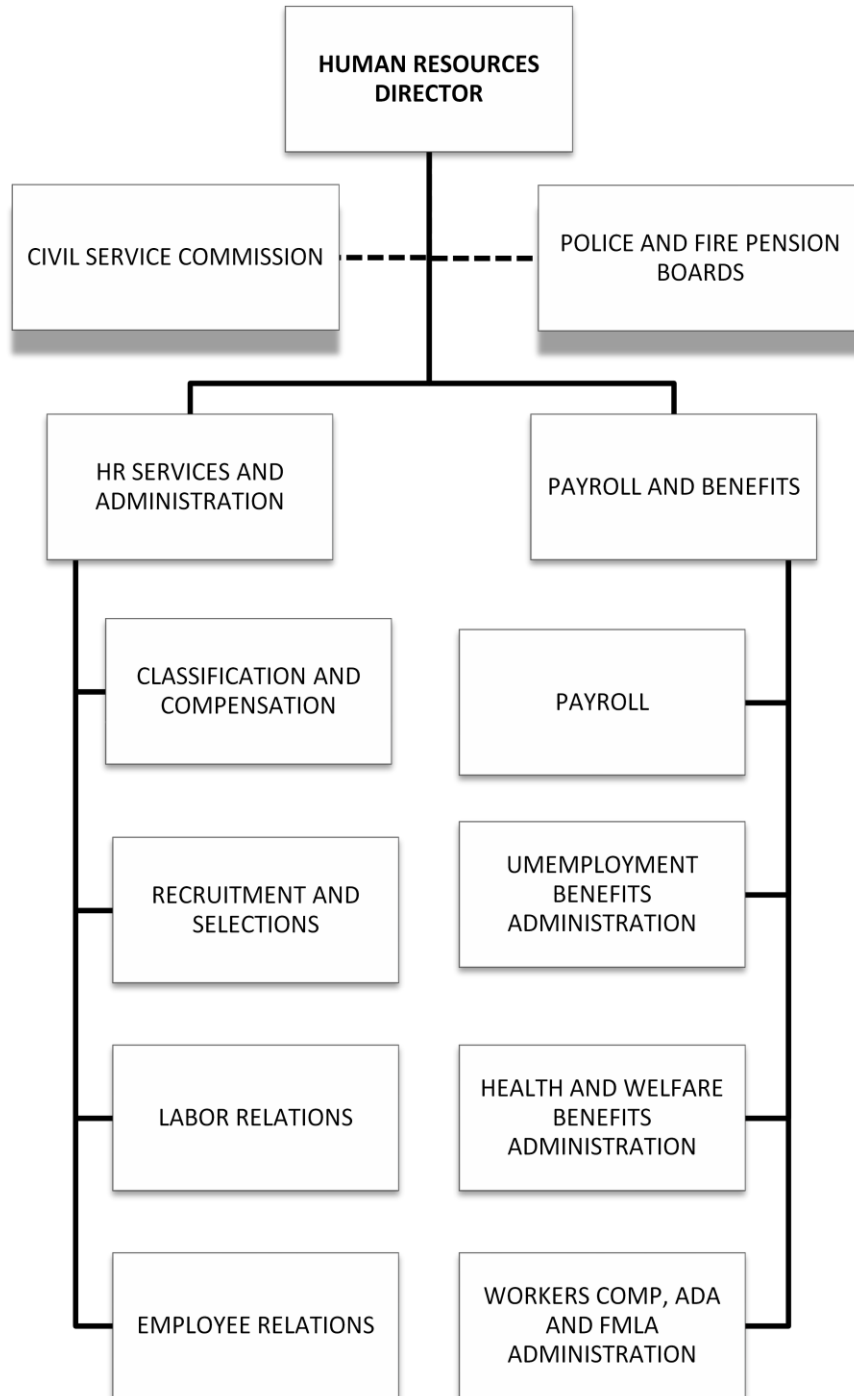 HUMAN RESOURCES
DIRECTOR
CIVIL SERVICE COMMISSION
POLICE AND FIRE PENSION
BOARDS
HR SERVICES AND
ADMINISTRATION
PAYROLL AND BENEFITS
CLASSIFICATION AND
COMPENSATION
PAYROLL
RECRUITMENT AND
SELECTIONS
UMEMPLOYMENT
BENEFITS
ADMINISTRATION
LABOR RELATIONS
HEALTH AND WELFARE
BENEFITS
ADMINISTRATION
EMPLOYEE RELATIONS
WORKERS COMP, ADA
AND FMLA
ADMINISTRATION